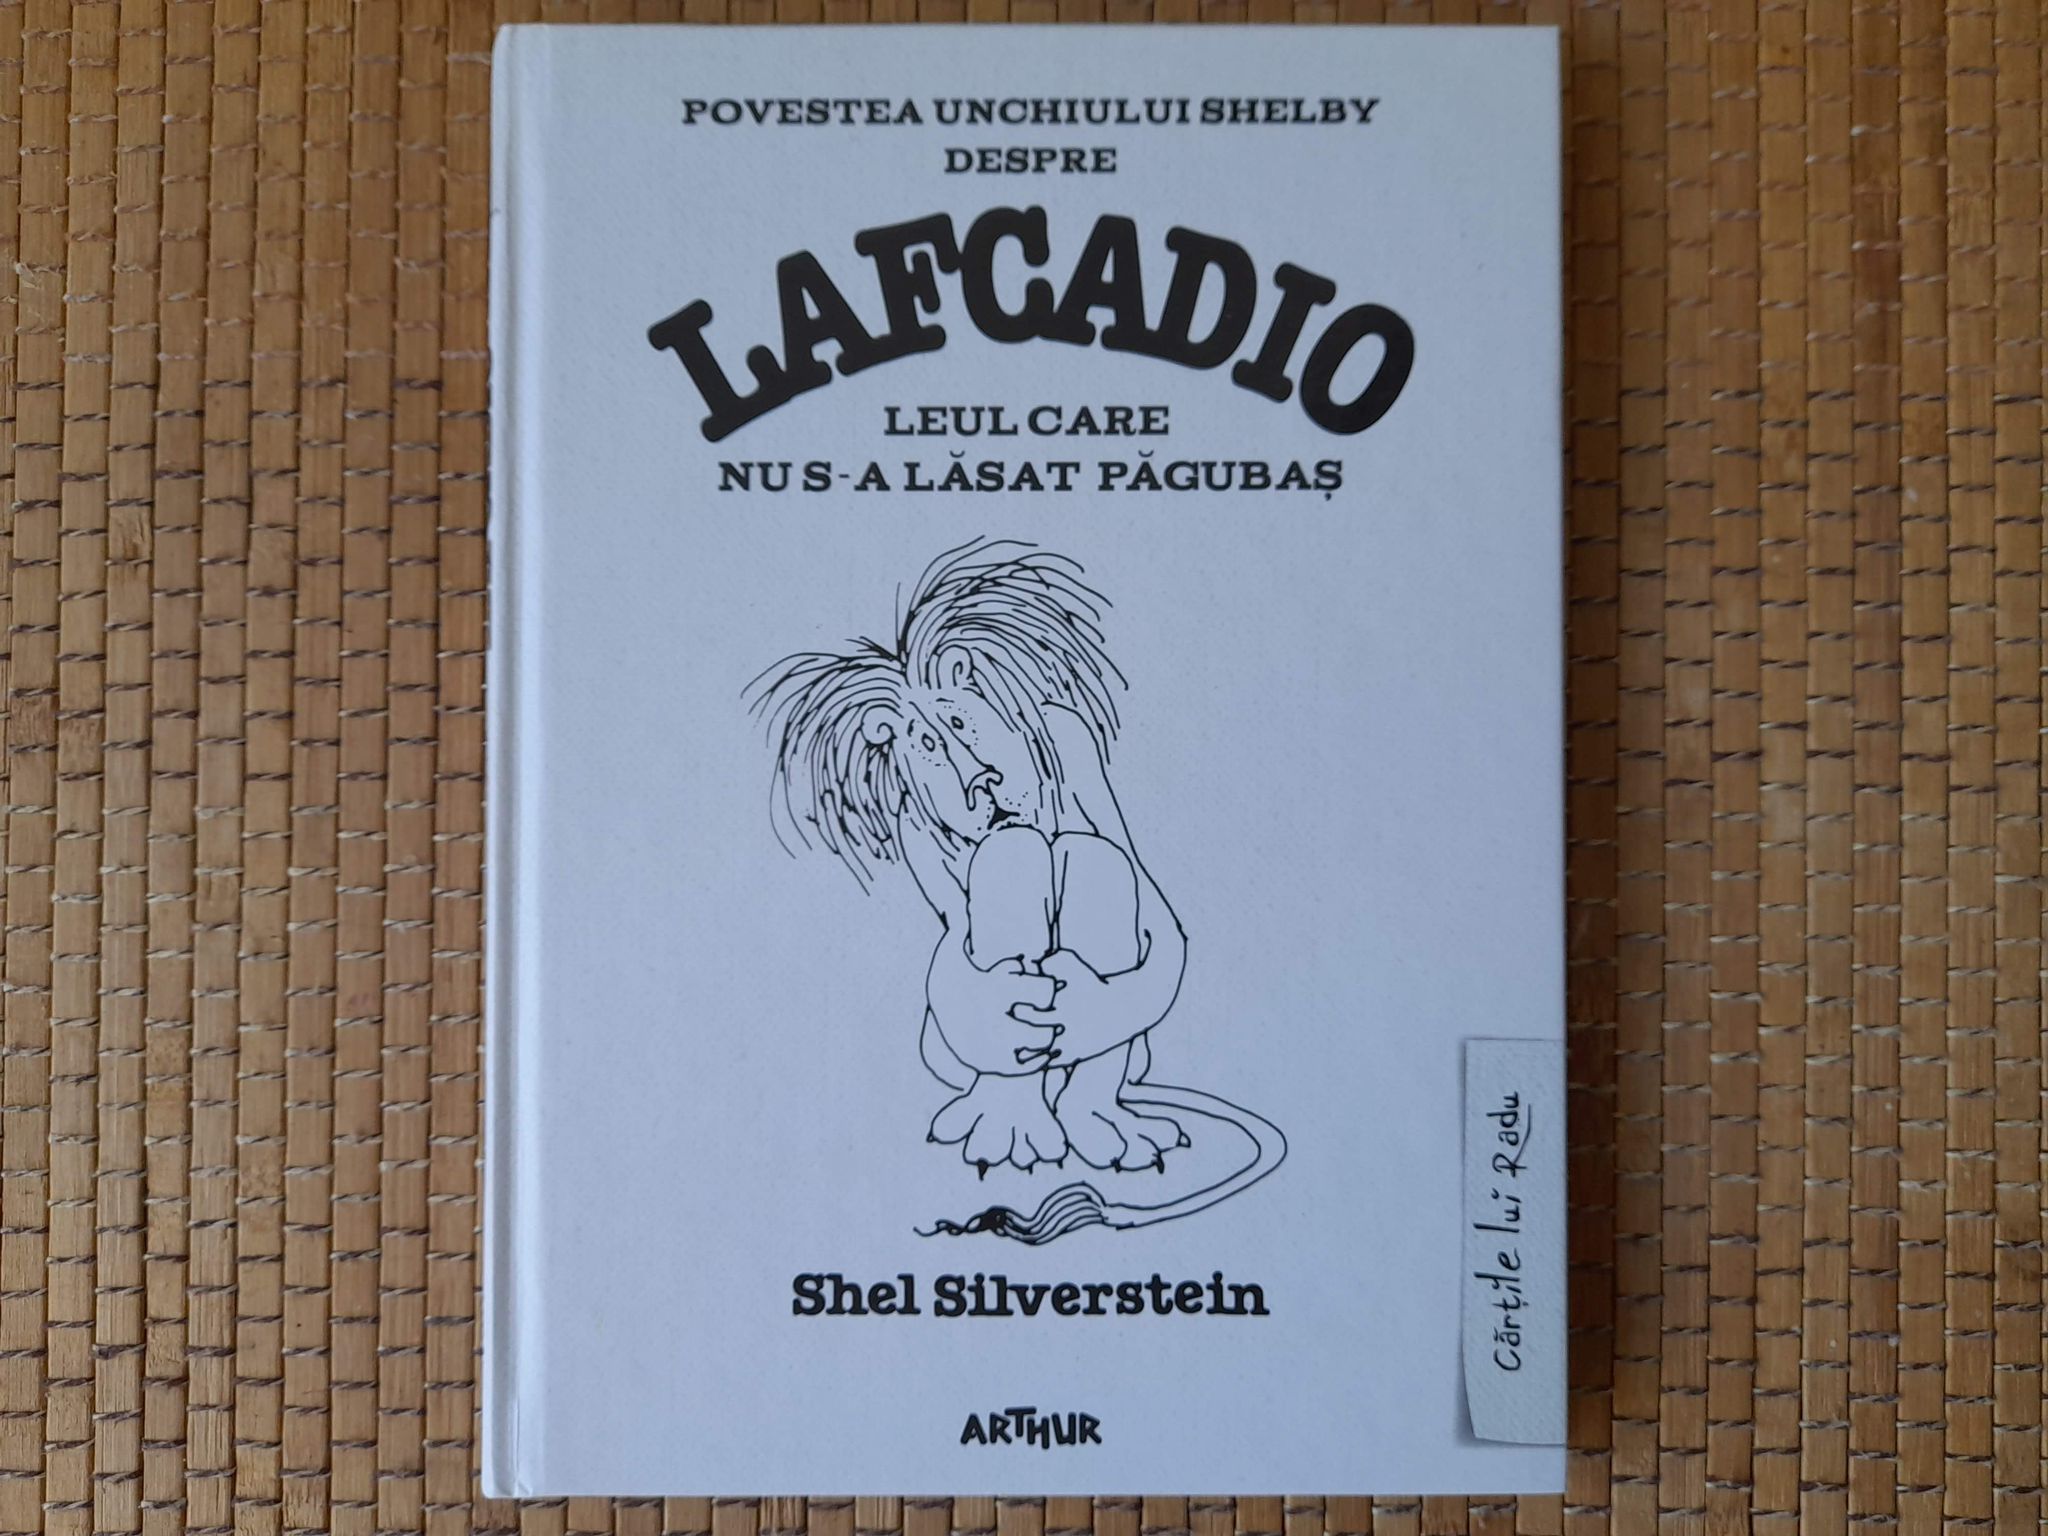 POVESTEA UNCHIULUI SHELBY
DESPRE
LAFCADIO
LEUL CARE
NU S-A LĂSAT PĂGUBAȘ
Shel Silverstein
ARTHUR
Cărțile lui Radu